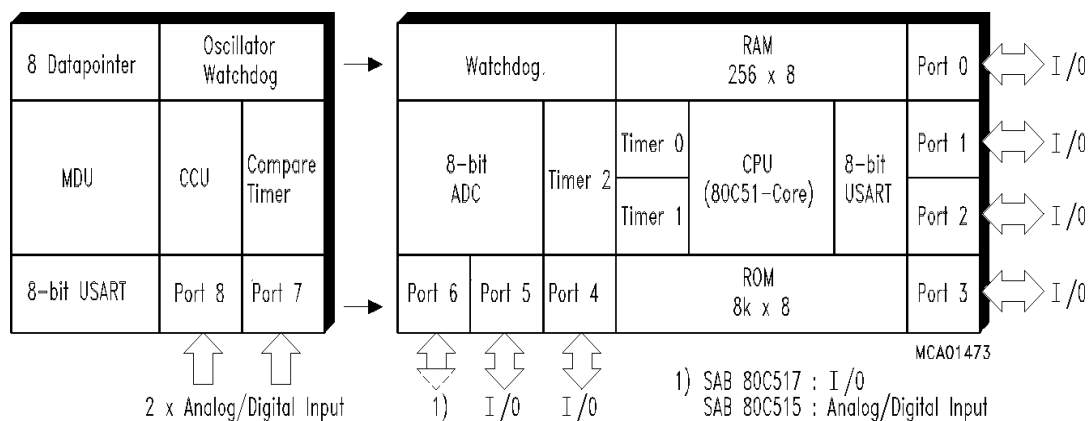 8 Datapointer
Oscillator
Watchdog
MDU
CCU
Compare
Timer
8-bit USART
Port 8
Port 7
2 x Analog/Digital Input
Watchdog.
RAM
256 x 8
Port 0
I/0
8-bit
ADC
Timer 2
Timer 0
Timer 1
CPU
(80C51-Core)
8-bit
USART
Port 1
I/0
Port 2
I/0
Port 6
Port 5
Port 4
ROM
8k x 8
Port 3
I/0
MCA01473
1)
I/0
I/0
1) SAB 80C517 : I/0
SAB 80C515 : Analog/Digital Input